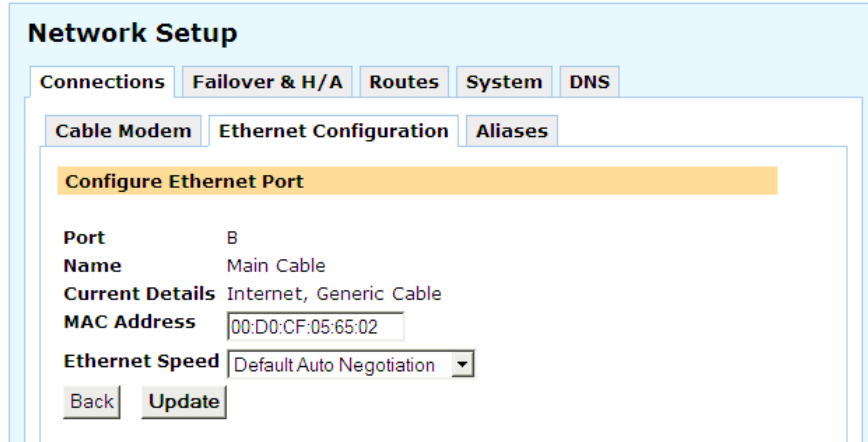 Network Setup
Connections Failover & H/A Routes System DNS
Cable Modem Ethernet Configuration Aliases
Configure Ethernet Port
Port B
Name Main Cable
Current Details Internet, Generic Cable
MAC Address 00:D0:CF:05:65:02
Ethernet Speed Default Auto Negotiation
Back Update